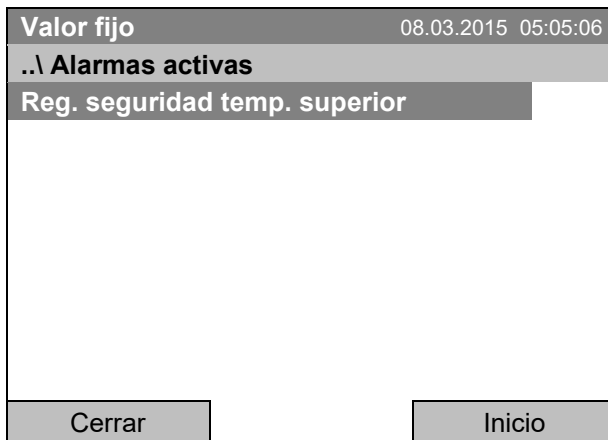 Valor fijo 08.03.2015 05:05:06
..\ Alarmas activas
Reg. seguridad temp. superior
Cerrar Inicio